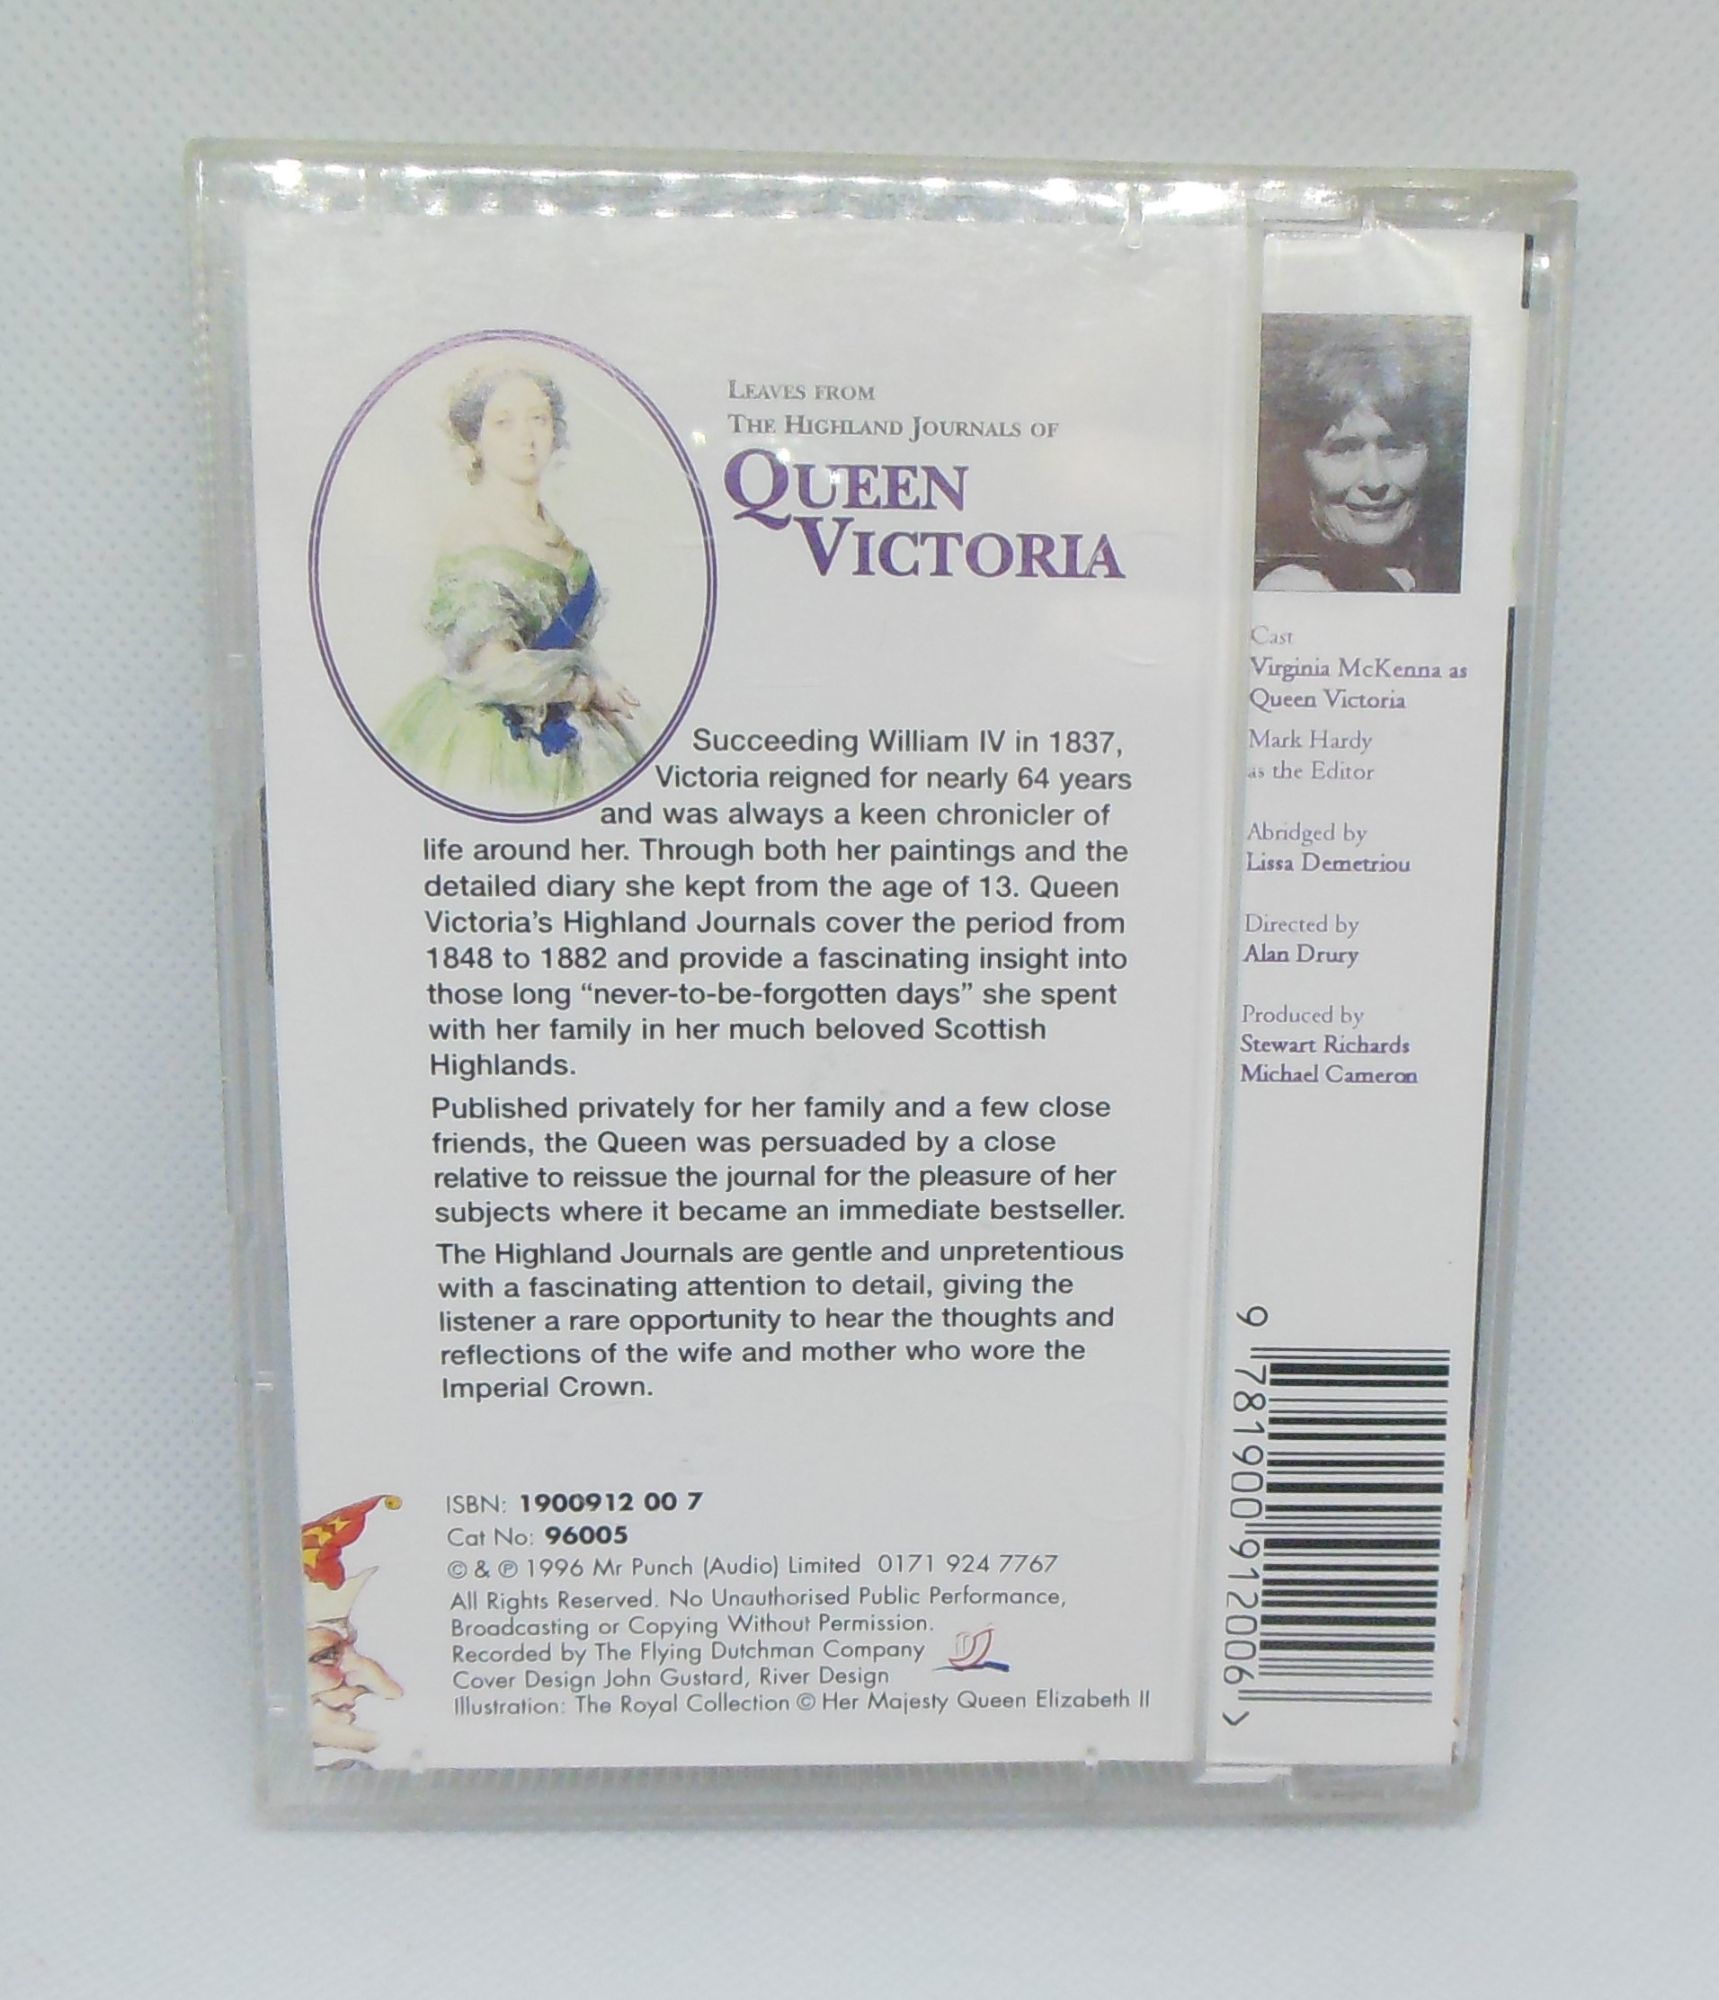 LEAVES FROM
THE HIGHLAND JOURNALS OF
QUEEN
VICTORIA
Succeeding William IV in 1837,
Victoria reigned for nearly 64 years
and was always a keen chronicler of
life around her. Through both her paintings and the
detailed diary she kept from the age of 13. Queen
Victoria's Highland Journals cover the period from
1848 to 1882 and provide a fascinating insight into
those long “never-to-be-forgotten days” she spent
with her family in her much beloved Scottish
Highlands.
Published privately for her family and a few close
friends, the Queen was persuaded by a close
relative to reissue the journal for the pleasure of her
subjects where it became an immediate bestseller.
The Highland Journals are gentle and unpretentious
with a fascinating attention to detail, giving the
listener a rare opportunity to hear the thoughts and
reflections of the wife and mother who wore the
Imperial Crown.
ISBN: 1900912 00 7
Cat No: 96005
© & ℗ 1996 Mr Punch (Audio) Limited 0171 924 7767
All Rights Reserved. No Unauthorised Public Performance,
Broadcasting or Copying Without Permission.
Recorded by The Flying Dutchman Company
Cover Design John Gustard, River Design
Illustration: The Royal Collection © Her Majesty Queen Elizabeth II
Cast
Virginia McKenna as
Queen Victoria
Mark Hardy
as the Editor
Abridged by
Lissa Demetriou
Directed by
Alan Drury
Produced by
Stewart Richards
Michael Cameron
9 781900 912006 >